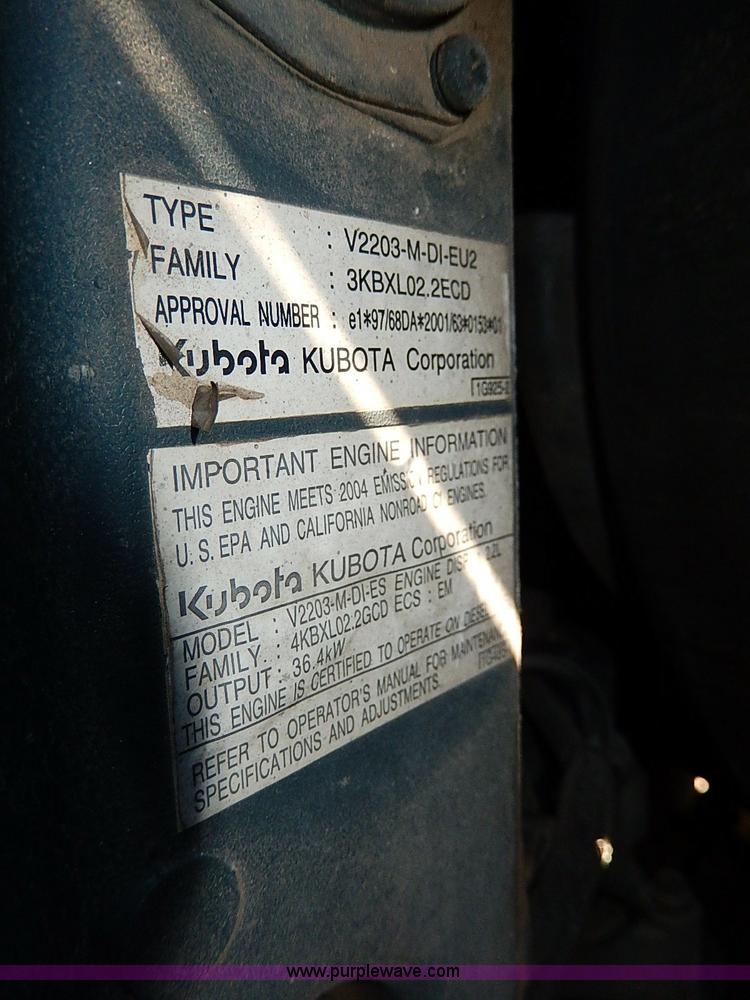 TYPE : V2203-M-DI-EU2
FAMILY : 3KBXL02.2ECD
APPROVAL NUMBER : e1*97/68DA*2001/63*0153*01
Kubota KUBOTA Corporation
IMPORTANT ENGINE INFORMATION
THIS ENGINE MEETS 2004 EMISSION REGULATIONS FOR
U.S. EPA AND CALIFORNIA NONROAD CI ENGINES.
Kubota KUBOTA Corporation
MODEL : V2203-M-DI-ES ENGINE DISP : 2.2L
FAMILY : 4KBXL02.2GCD ECS : EM
OUTPUT : 36.4kW
THIS ENGINE IS CERTIFIED TO OPERATE ON DIESEL
REFER TO OPERATOR'S MANUAL FOR MAINTENANCE
SPECIFICATIONS AND ADJUSTMENTS.
www.purplewave.com